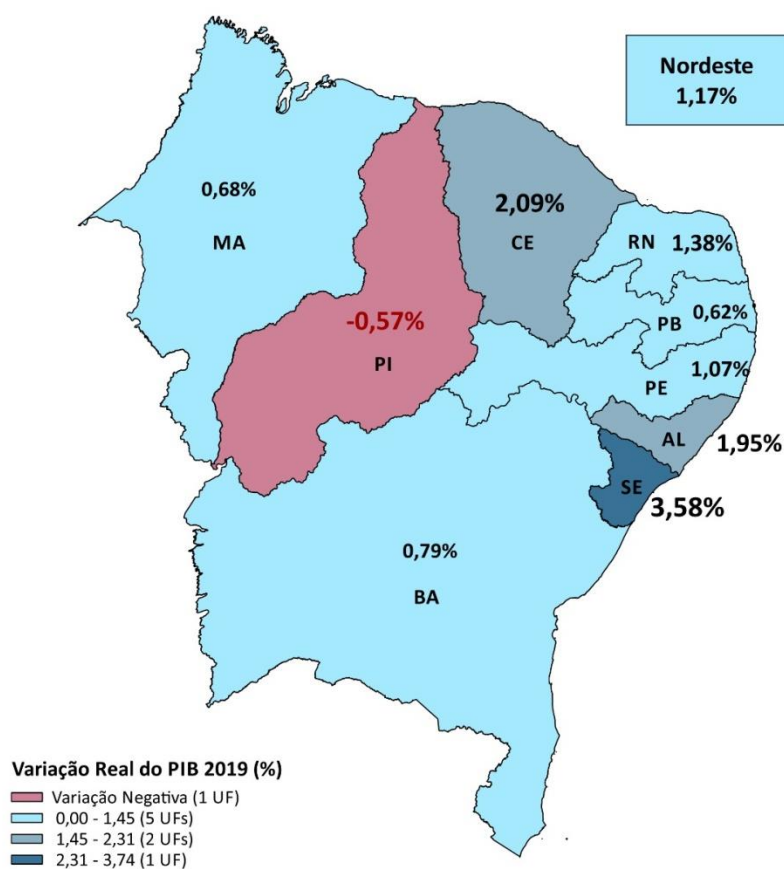 Nordeste
1,17%
0,68%
MA
2,09%
CE
RN 1,38%
0,62%
PB
-0,57%
PI
1,07%
PE
AL
1,95%
SE
3,58%
0,79%
BA
Variação Real do PIB 2019 (%)
Variação Negativa (1 UF)
0,00 - 1,45 (5 UFs)
1,45 - 2,31 (2 UFs)
2,31 - 3,74 (1 UF)